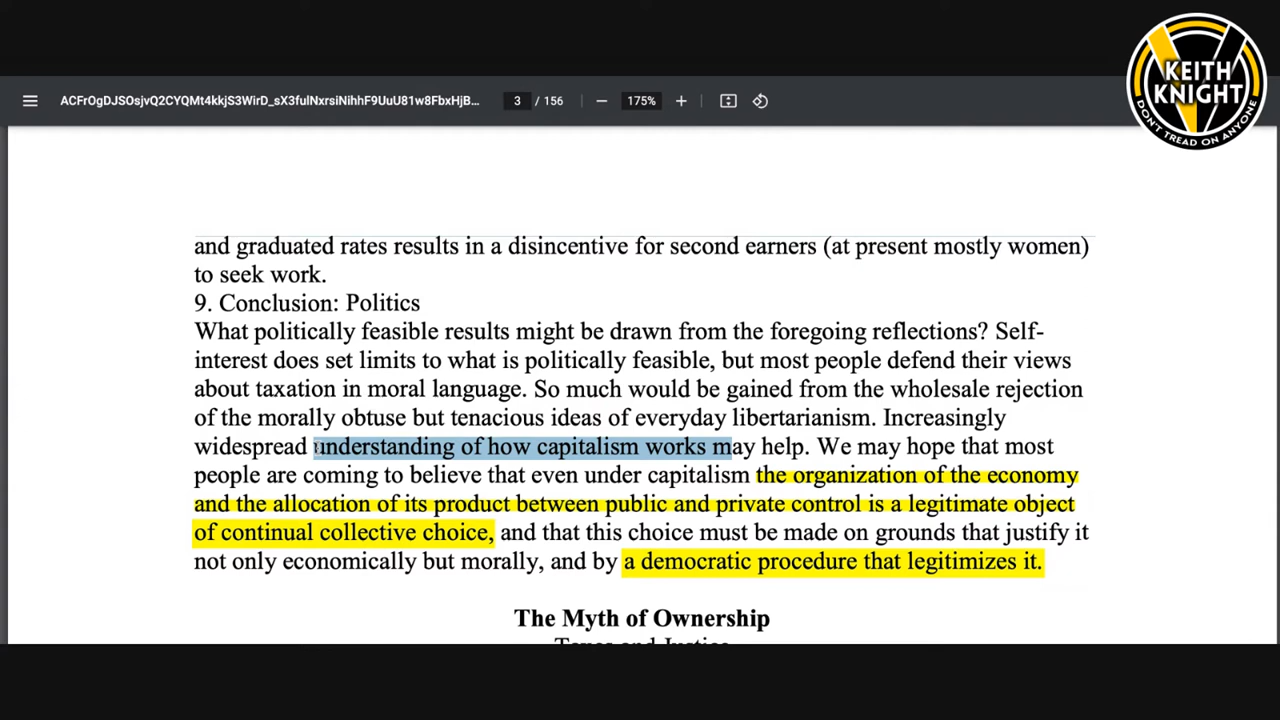 KEITH
KNIGHT
DON'T TREAD ON ANYONE
ACFrOgDJSOsjvQ2CYQMt4kkjS3WirD_sX3fulNxrsiNihhF9UuU81w8FbxHjB...
3 / 156
175%
and graduated rates results in a disincentive for second earners (at present mostly women)
to seek work.
9. Conclusion: Politics
What politically feasible results might be drawn from the foregoing reflections? Self-
interest does set limits to what is politically feasible, but most people defend their views
about taxation in moral language. So much would be gained from the wholesale rejection
of the morally obtuse but tenacious ideas of everyday libertarianism. Increasingly
widespread understanding of how capitalism works may help. We may hope that most
people are coming to believe that even under capitalism the organization of the economy
and the allocation of its product between public and private control is a legitimate object
of continual collective choice, and that this choice must be made on grounds that justify it
not only economically but morally, and by a democratic procedure that legitimizes it.
The Myth of Ownership
Taxes and Justice